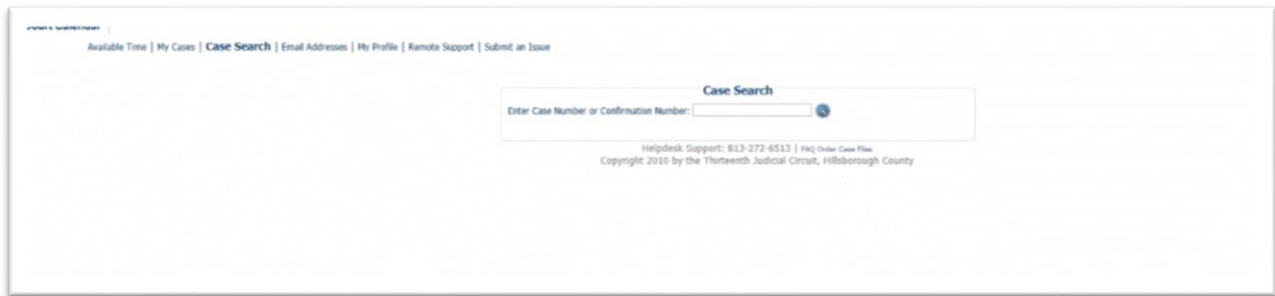 Available Time | My Cases | Case Search | Email Addresses | My Profile | Remote Support | Submit an Issue
Case Search
Enter Case Number or Confirmation Number:
Helpdesk Support: 813-272-6513 | FAQ Order Case Files
Copyright 2010 by the Thirteenth Judicial Circuit, Hillsborough County